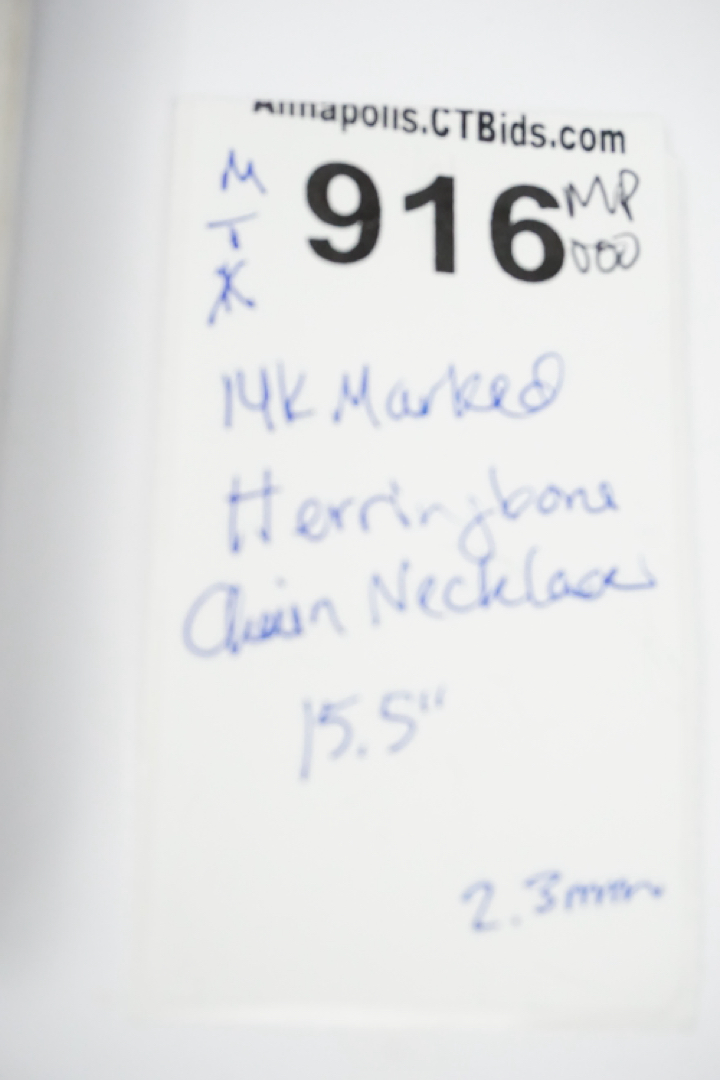 Annapolis.CTBids.com
M 916 MP
T 000
K
14K Marked
Herringbone
Chain Necklace
15.5"
2.3mm